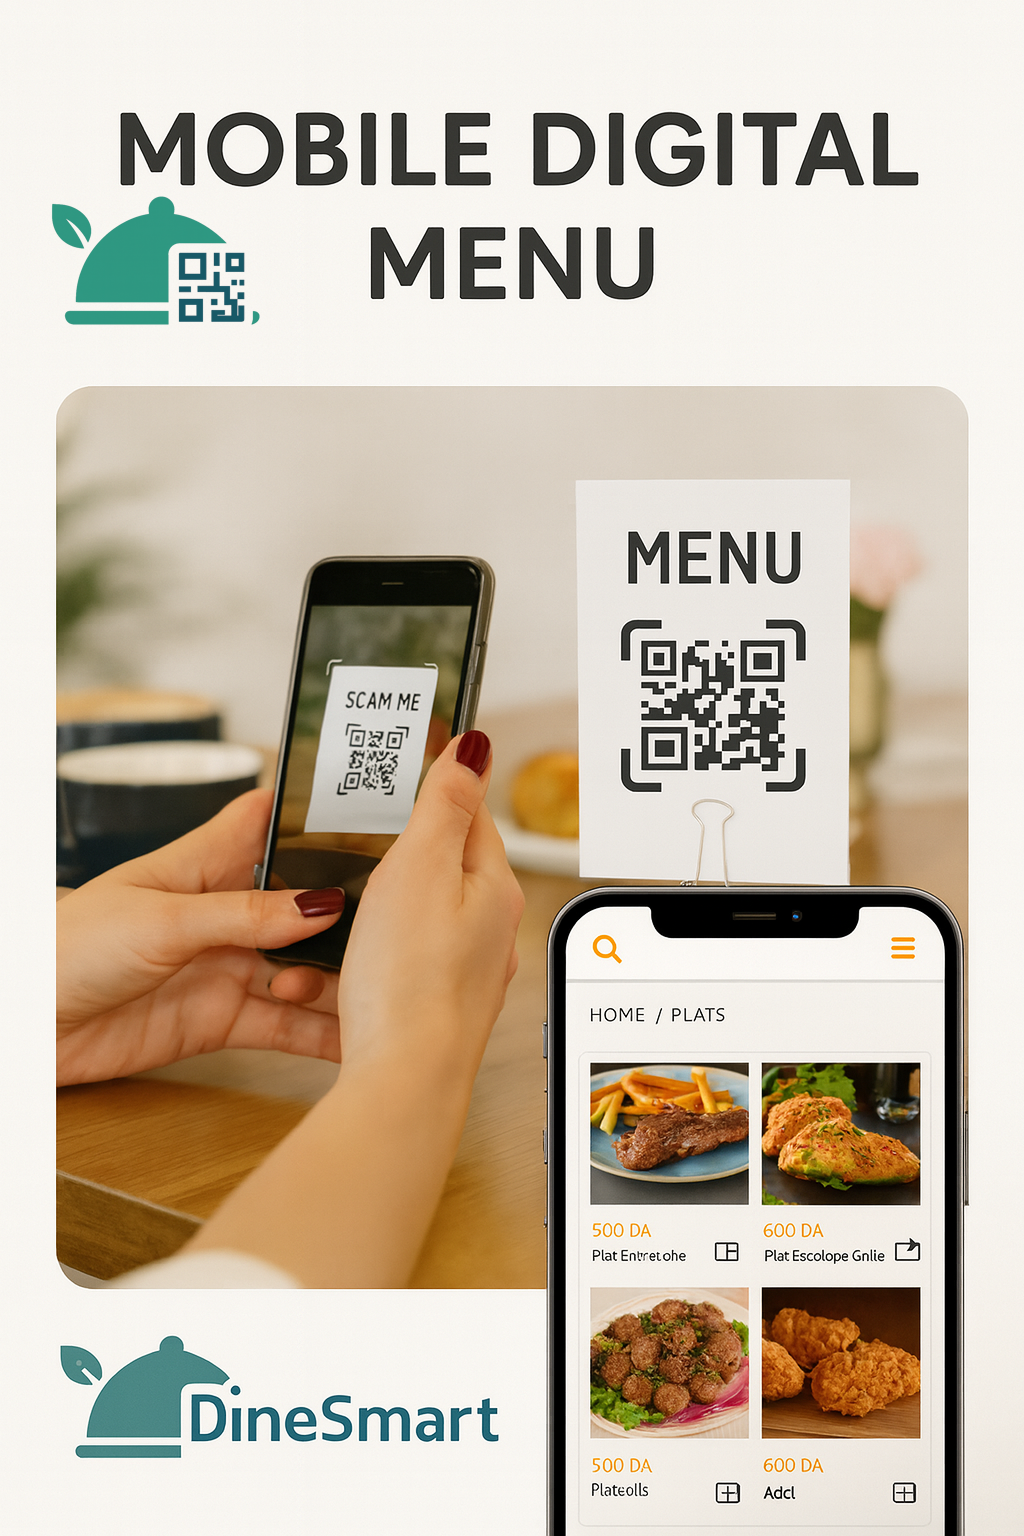 MOBILE DIGITAL
MENU
MENU
SCAM ME
HOME / PLATS
500 DA
600 DA
Plat Entretohe
Plat Escolope Gnlie
500 DA
600 DA
Plateolls
Adcl
DineSmart